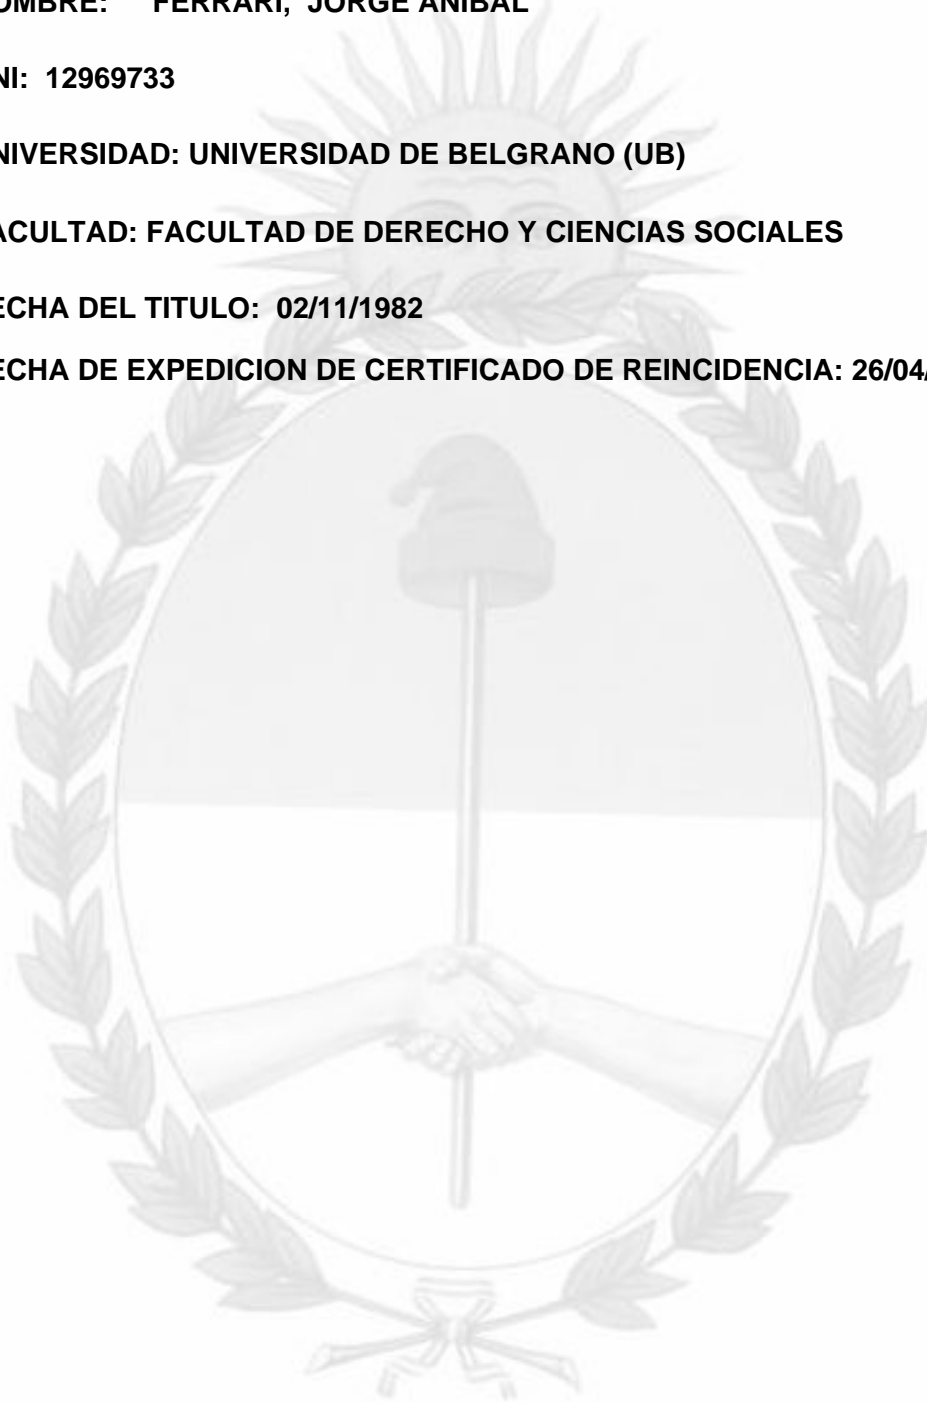 OMBRE: FERRARI, JORGE ANIBAL
NI: 12969733
NIVERSIDAD: UNIVERSIDAD DE BELGRANO (UB)
ACULTAD: FACULTAD DE DERECHO Y CIENCIAS SOCIALES
ECHA DEL TITULO: 02/11/1982
ECHA DE EXPEDICION DE CERTIFICADO DE REINCIDENCIA: 26/04/